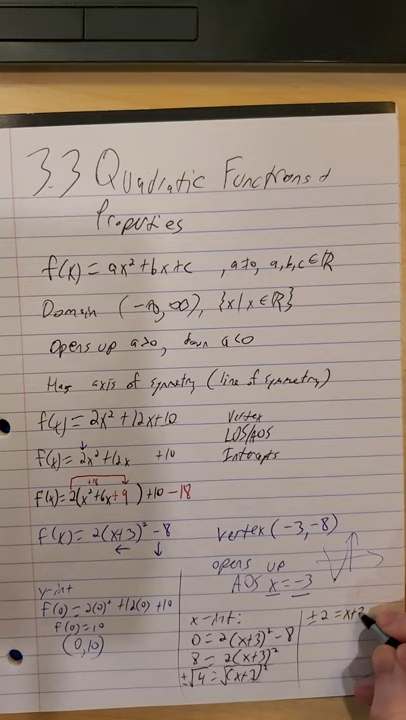 3.3 Quadratic Functions &
Properties
f(x) = ax² + bx + c , a≠0, a,b,c ∈ ℝ
Domain (-∞, ∞), {x | x ∈ ℝ}
Opens up a>0, down a<0
Has axis of symmetry (line of symmetry)
f(x) = 2x² + 12x + 10
Vertex
LOS/AOS
Intercepts
f(x) = 2x² + 12x + 10
+18
f(x) = 2(x² + 6x + 9) + 10 - 18
f(x) = 2(x+3)² - 8
vertex (-3, -8)
opens up
AOS x = -3
y-int
f(0) = 2(0)² + 12(0) + 10
f(0) = 10
(0, 10)
x-int:
0 = 2(x+3)² - 8
8 = 2(x+3)²
±√4 = √(x+3)²
±2 = x+3